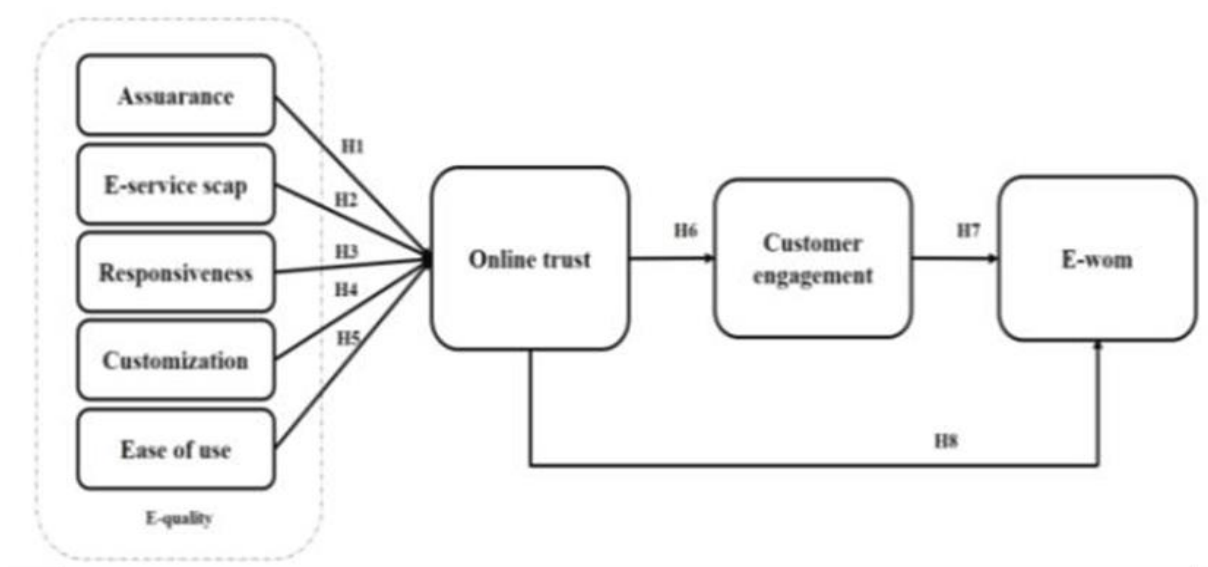 Assuarance
H1
E-service scap
H2
Responsiveness
H3
Customization
H4
Ease of use
H5
E-quality
Online trust
H6
Customer
engagement
H7
E-wom
H8